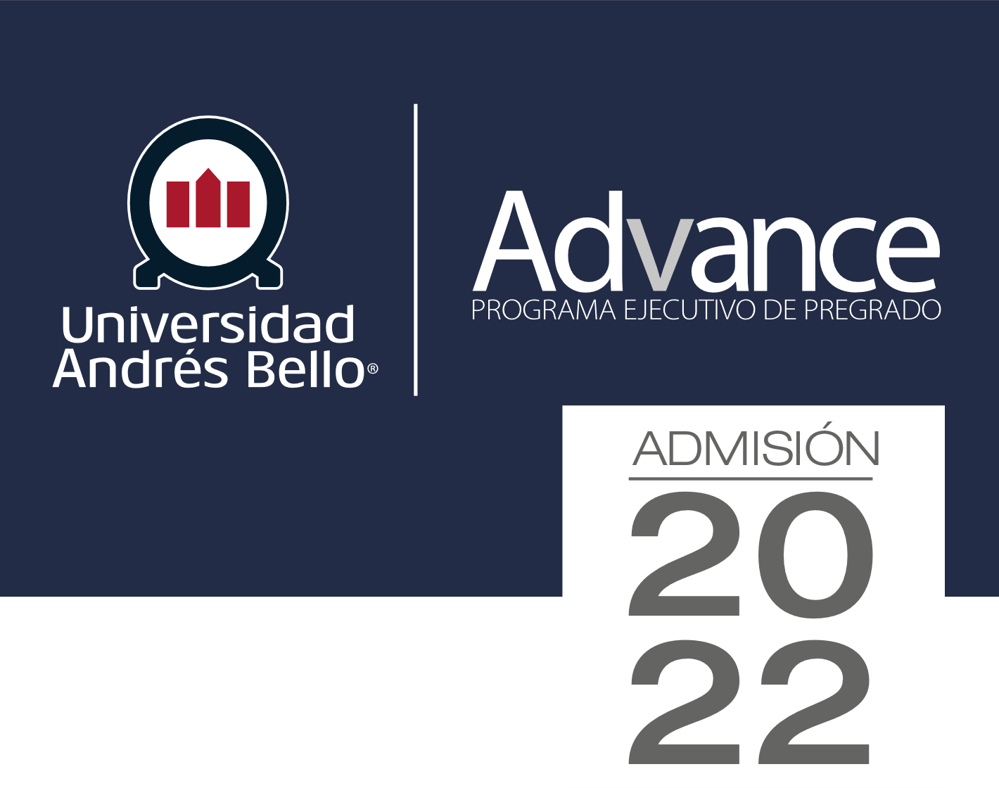 Universidad
Andrés Bello®
Advance
PROGRAMA EJECUTIVO DE PREGRADO
ADMISIÓN
20
22